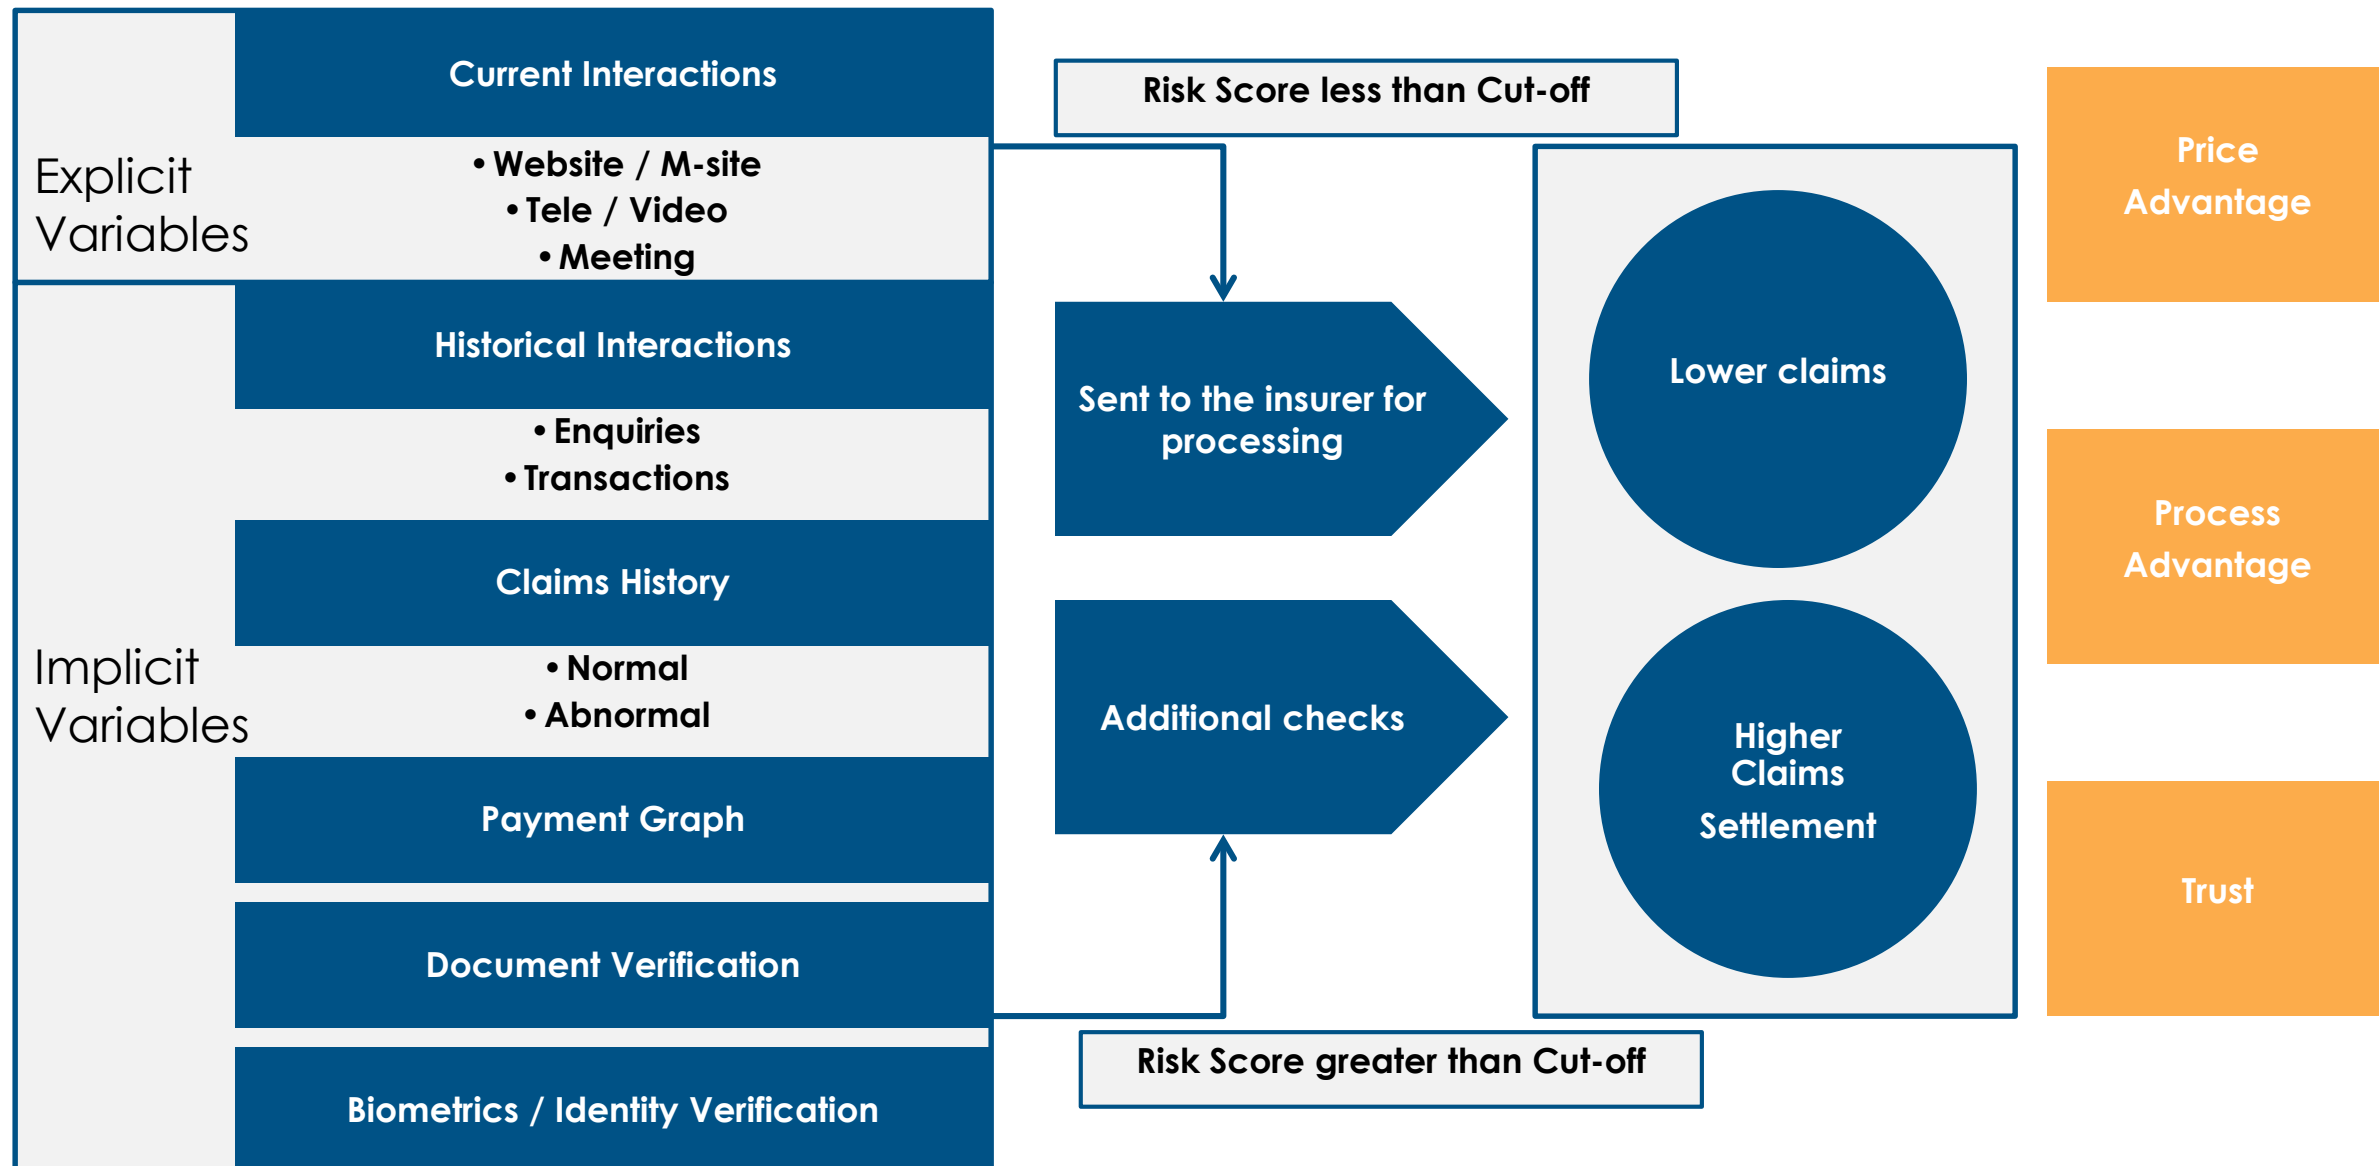 Explicit
Variables
Current Interactions
• Website / M-site
• Tele / Video
• Meeting
Implicit
Variables
Historical Interactions
• Enquiries
• Transactions
Claims History
• Normal
• Abnormal
Payment Graph
Document Verification
Biometrics / Identity Verification
Risk Score less than Cut-off
Sent to the insurer for
processing
Additional checks
Risk Score greater than Cut-off
Lower claims
Higher
Claims
Settlement
Price
Advantage
Process
Advantage
Trust